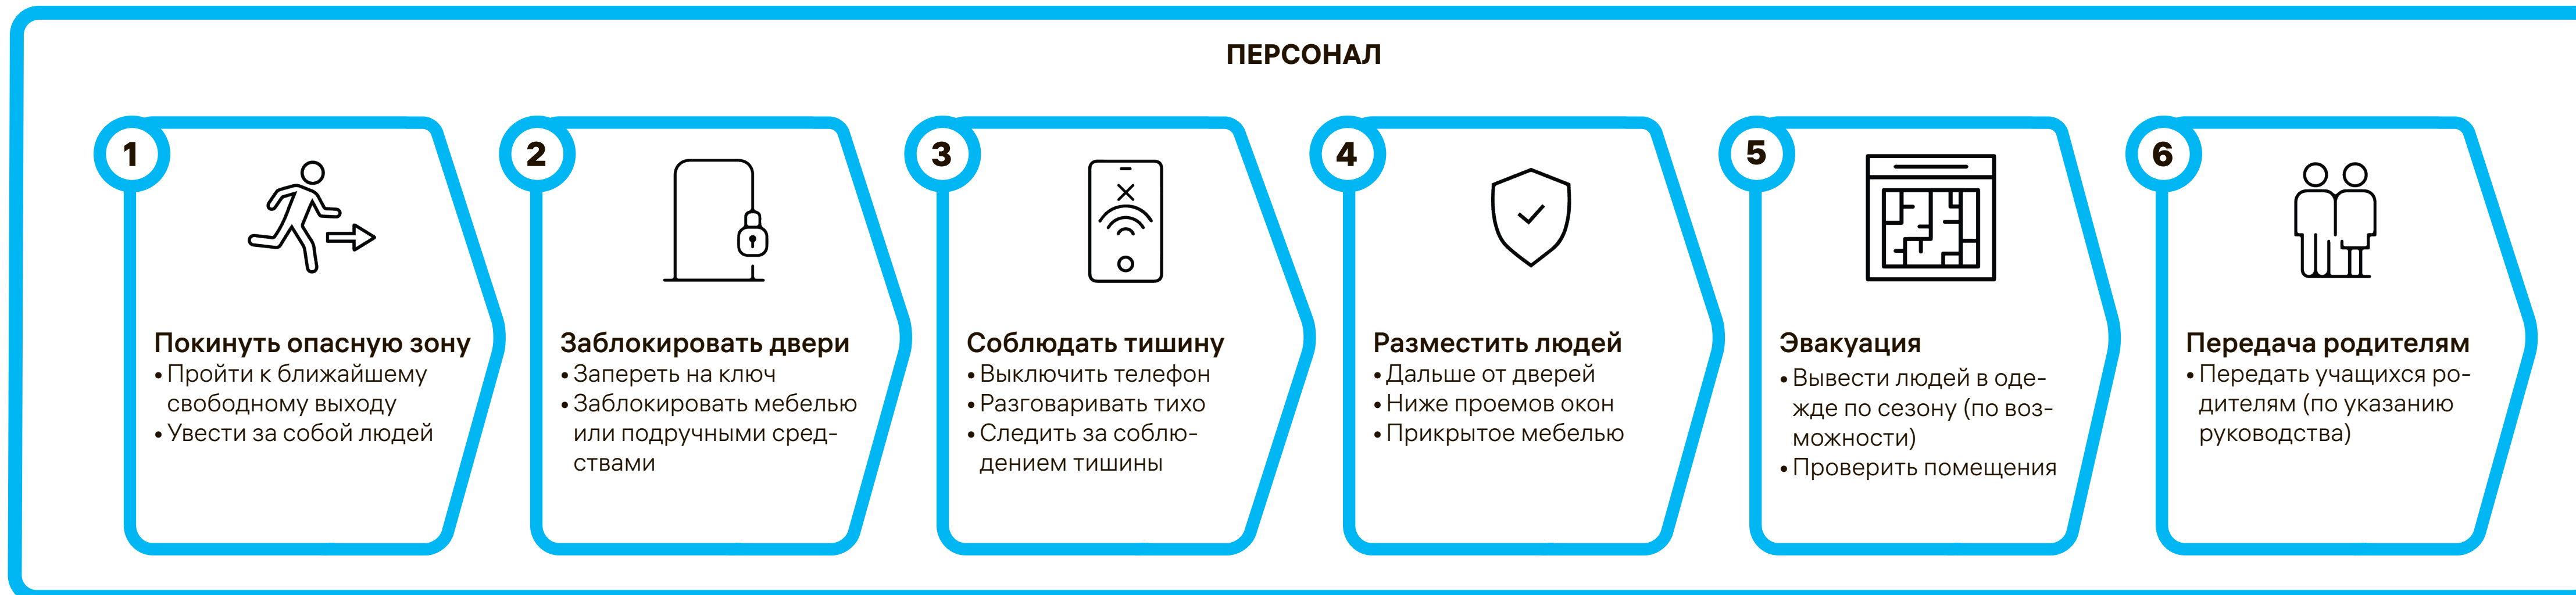 ПЕРСОНАЛ
1
Покинуть опасную зону
• Пройти к ближайшему
свободному выходу
• Увести за собой людей
2
Заблокировать двери
• Запереть на ключ
• Заблокировать мебелью
или подручными сред-
ствами
3
Соблюдать тишину
• Выключить телефон
• Разговаривать тихо
• Следить за соблю-
дением тишины
4
Разместить людей
• Дальше от дверей
• Ниже проемов окон
• Прикрытое мебелью
5
Эвакуация
• Вывести людей в оде-
жде по сезону (по воз-
можности)
• Проверить помещения
6
Передача родителям
• Передать учащихся ро-
дителям (по указанию
руководства)